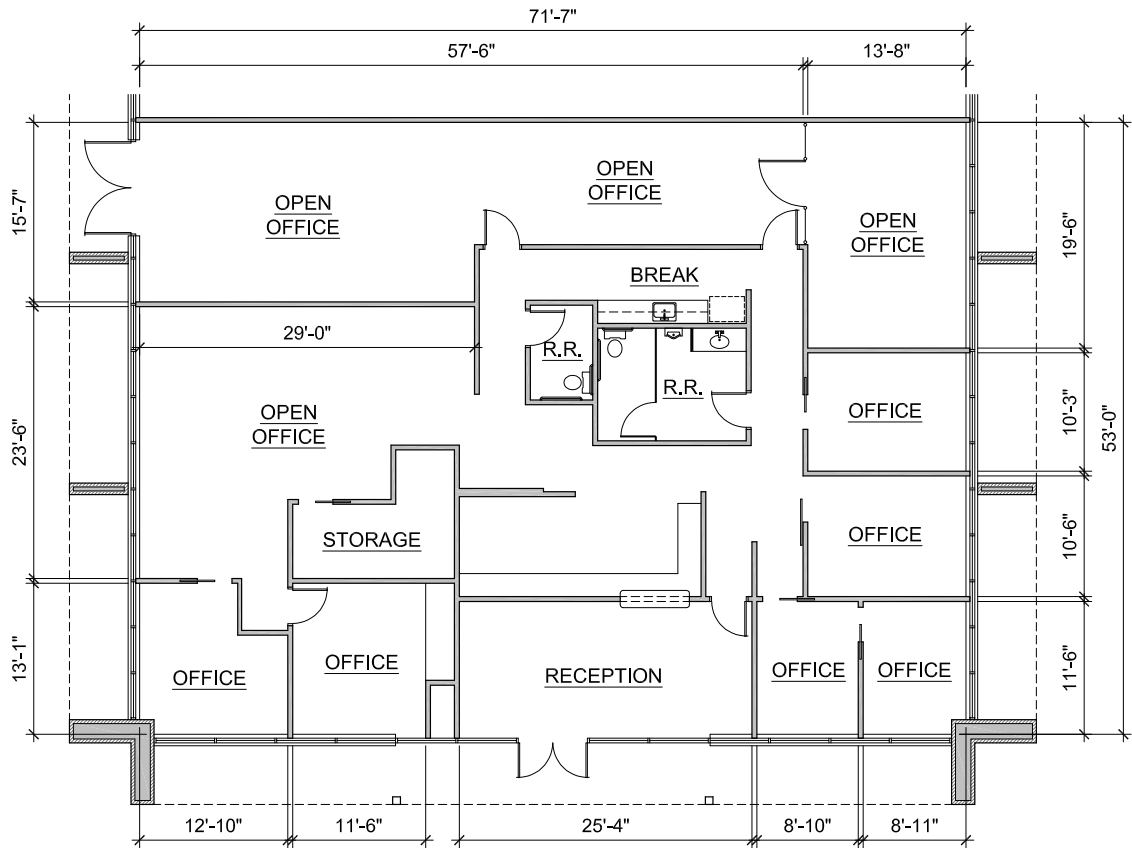 71'-7"
57'-6"
13'-8"
15'-7"
OPEN
OFFICE
OPEN
OFFICE
OPEN
OFFICE
19'-6"
BREAK
29'-0"
R.R.
R.R.
23'-6"
OPEN
OFFICE
OFFICE
10'-3"
53'-0"
STORAGE
OFFICE
10'-6"
13'-1"
OFFICE
OFFICE
RECEPTION
OFFICE
OFFICE
11'-6"
12'-10"
11'-6"
25'-4"
8'-10"
8'-11"